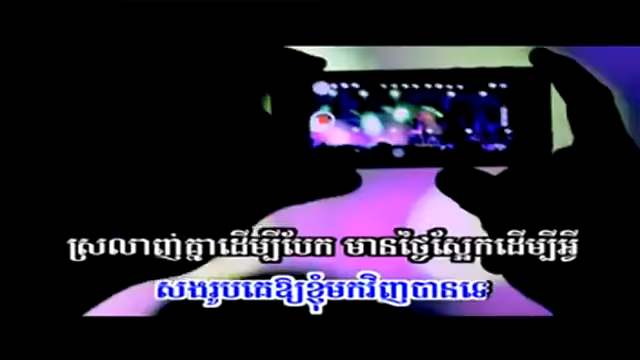 ស្រលាញ់គ្នាដើម្បីបែក មានថ្ងៃស្អែកដើម្បីអ្វី
សងរូបគេឱ្យខ្ញុំមកវិញបានទេ